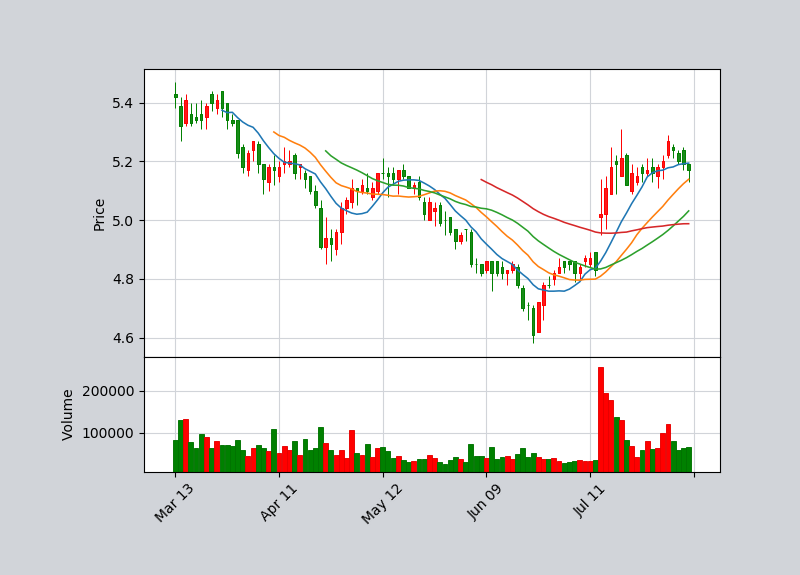 5.4
5.2
5.0
4.8
4.6
Price
200000
100000
Volume
Mar 13
Apr 11
May 12
Jun 09
Jul 11